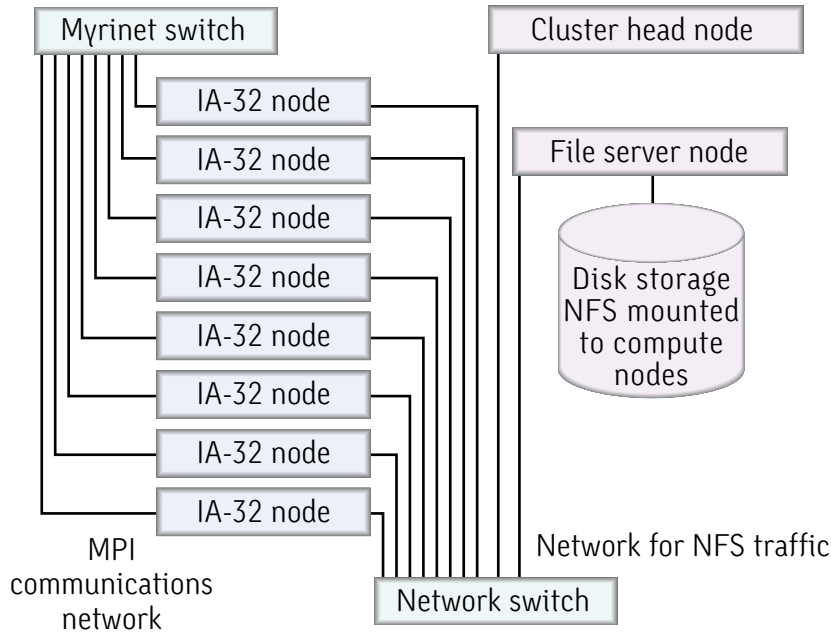 Myrinet switch
Cluster head node
IA-32 node
File server node
IA-32 node
IA-32 node
IA-32 node
Disk storage
NFS mounted
to compute
nodes
IA-32 node
IA-32 node
IA-32 node
IA-32 node
MPI
communications
network
Network for NFS traffic
Network switch